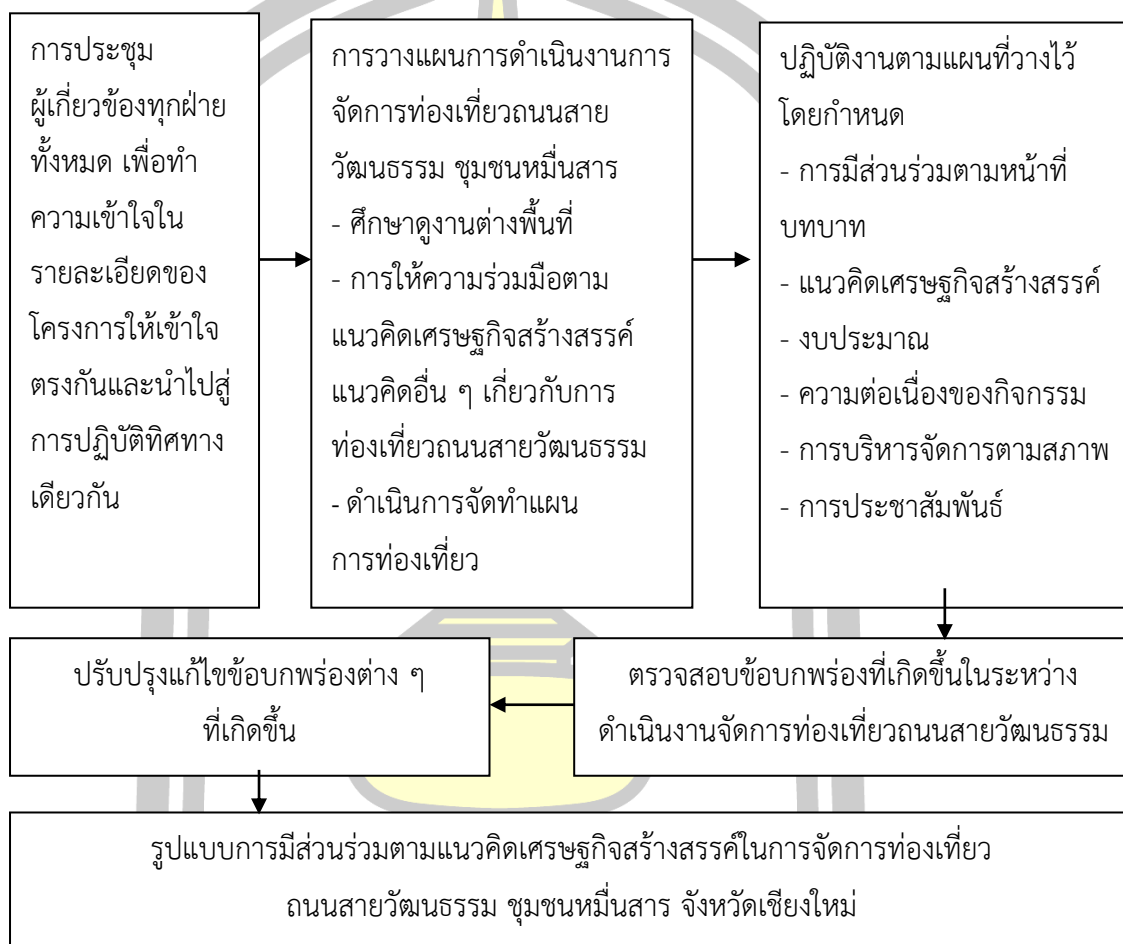 การประชุม
ผู้เกี่ยวข้องทุกฝ่าย
ทั้งหมด เพื่อทำ
ความเข้าใจใน
รายละเอียดของ
โครงการให้เข้าใจ
ตรงกันและนำไปสู่
การปฏิบัติทิศทาง
เดียวกัน
การวางแผนการดำเนินงานการ
จัดการท่องเที่ยวถนนสาย
วัฒนธรรม ชุมชนหมื่นสาร
- ศึกษาดูงานต่างพื้นที่
- การให้ความร่วมมือตาม
แนวคิดเศรษฐกิจสร้างสรรค์
แนวคิดอื่น ๆ เกี่ยวกับการ
ท่องเที่ยวถนนสายวัฒนธรรม
- ดำเนินการจัดทำแผน
การท่องเที่ยว
ปฏิบัติงานตามแผนที่วางไว้
โดยกำหนด
- การมีส่วนร่วมตามหน้าที่
บทบาท
- แนวคิดเศรษฐกิจสร้างสรรค์
- งบประมาณ
- ความต่อเนื่องของกิจกรรม
- การบริหารจัดการตามสภาพ
- การประชาสัมพันธ์
ตรวจสอบข้อบกพร่องที่เกิดขึ้นในระหว่าง
ดำเนินงานจัดการท่องเที่ยวถนนสายวัฒนธรรม
ปรับปรุงแก้ไขข้อบกพร่องต่าง ๆ
ที่เกิดขึ้น
รูปแบบการมีส่วนร่วมตามแนวคิดเศรษฐกิจสร้างสรรค์ในการจัดการท่องเที่ยว
ถนนสายวัฒนธรรม ชุมชนหมื่นสาร จังหวัดเชียงใหม่